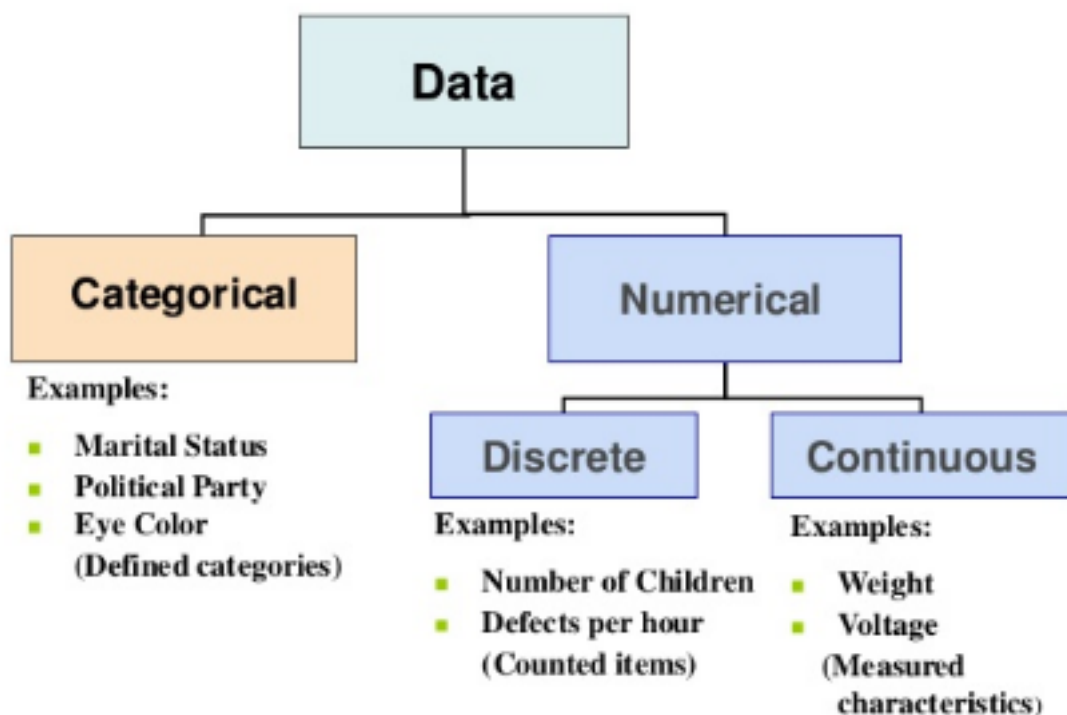 Data
Categorical
Numerical
Examples:
Marital Status
Political Party
Eye Color
(Defined categories)
Discrete
Continuous
Examples:
Number of Children
Defects per hour
(Counted items)
Examples:
Weight
Voltage
(Measured
characteristics)